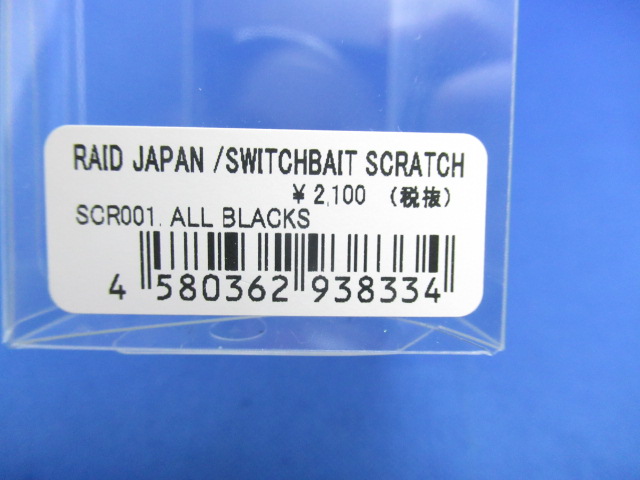 RAID JAPAN /SWITCHBAIT SCRATCH
¥2,100 (税抜)
SCR001. ALL BLACKS
4 580362 938334